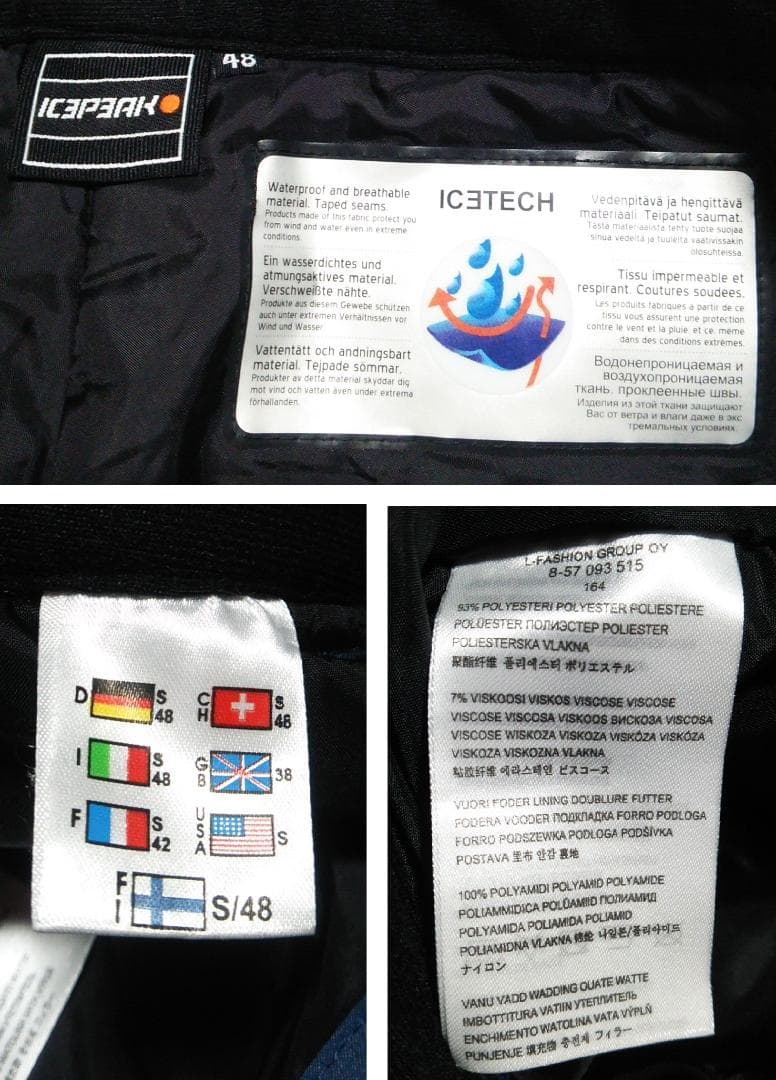 ICEPEAK
48
Waterproof and breathable
material. Taped seams.
Products made of this fabric protect you
from wind and water even in extreme
conditions.
Ein wasserdichtes und
atmungsaktives material.
Verschweißte nähte.
Produkte aus diesem Gewebe schützen
auch unter extremen Verhältnissen vor
Wind und Wasser
Vattentätt och andningsbart
material. Tejpade sömmar.
Produkter av detta material skyddar dig
mot vind och vatten även under extrema
förhallanden.
ICETECH
Vedenpitävä ja hengittävä
materiaali. Teipatut saumat.
Tästä materiaalista tehty tuote suojaa
sinua vedeltä ja tuulelta vaativissakin
olosuhteissa.
Tissu impermeable et
respirant. Coutures soudees.
Les produits fabriques a partir de ce
tissu vous assurent une protection
contre le vent et la pluie, et ce, même
dans des conditions extrêmes.
Водонепроницаемая и
воздухопроницаемая
ткань. проклеенные швы.
Изделия из этой ткани защищают
Вас от ветра и влаги даже в экс
тремальных условиях.
D S 48
CH S 48
I S 48
GB 38
F S 42
USA S
FI S/48
L-FASHION GROUP OY
8-57 093 515
164
93% POLYESTERI POLYESTER POLIESTERE
POLÜESTER ПОЛИЭСТЕР POLIESTER
POLIESTERSKA VLAKNA
聚酯纤维 폴리에스터 ポリエステル
7% VISKOOSI VISKOS VISCOSE VISCOSE
VISCOSE VISCOSA VISKOOS ВИСКОЗА VISCOSA
VISCOSE WISKOZA VISKOZA VISKÓZA VISKÓZA
VISKOZA VISKOZNA VLAKNA
粘胶纤维 에라스테인 ビスコース
VUORI FODER LINING DOUBLURE FUTTER
FODERA VOODER ПОДКЛАДКА FORRO PODLOGA
FORRO PODSZEWKA PODLOGA PODŠÍVKA
POSTAVA 里布 안감 裏地
100% POLYAMIDI POLYAMID POLYAMIDE
POLIAMMIDICA POLÜAMIID ПОЛИАМИД
POLYAMIDA POLIAMIDA POLIAMID
POLIAMIDNA VLAKNA 나일론/폴리아미드
ナイロン
VANU VADD WADDING OUATE WATTE
IMBOTTITURA VATIIN УТЕПЛИТЕЛЬ
ENCHIMENTO WATOLINA VATA VÝPLŇ
PUNJENJE 填充物 충전제 フィラー